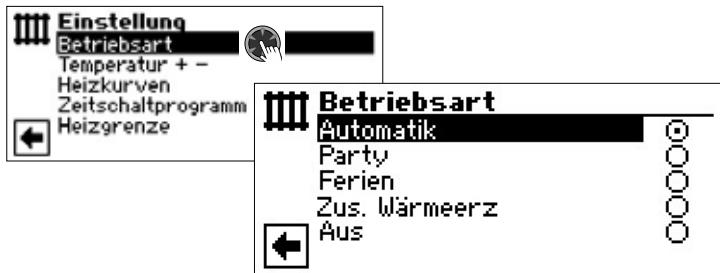 Einstellung
Betriebsart
Temperatur + −
Heizkurven
Zeitschaltprogramm
Heizgrenze
Betriebsart
Automatik
Party
Ferien
Zus. Wärmeerz
Aus